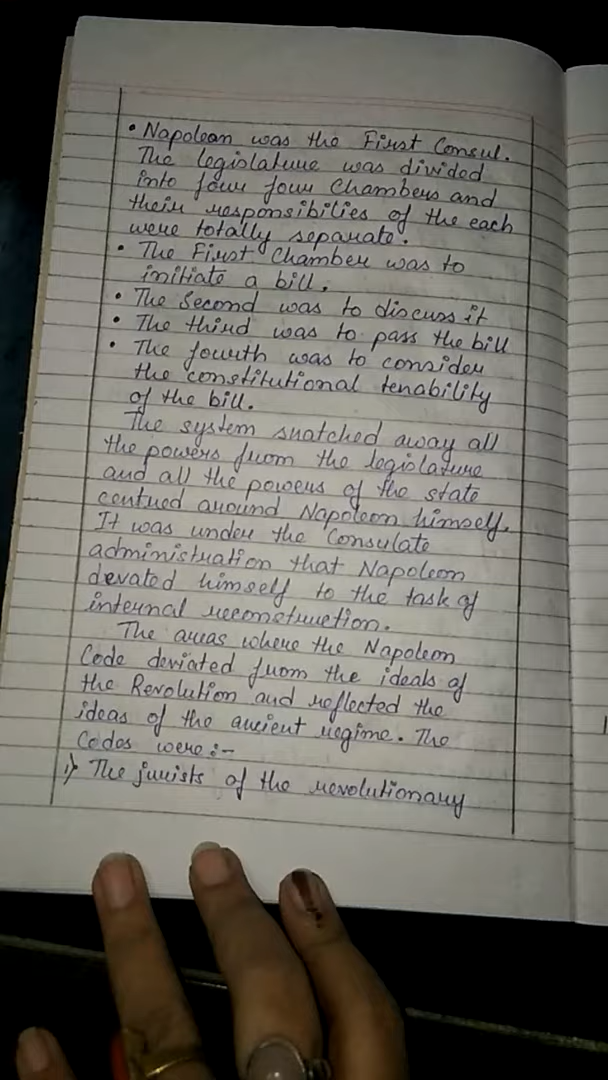 • Napolean was the First Consul.
The legislature was divided
into four four Chambers and
their responsibilies of the each
were totally separate.
• The First Chamber was to
initiate a bill.
• The Second was to discuss it
• The third was to pass the bill
• The fourth was to consider
the constitutional tenability
of the bill.
The system snatched away all
the powers from the legislature
and all the powers of the state
centred around Napoleon himself.
It was under the Consulate
administration that Napoleon
devated himself to the task of
internal reconstruction.
The areas where the Napoleon
Code deviated from the ideals of
the Revolution and reflected the
ideas of the ancient regime. The
Codes were :-
1) The jurists of the revolutionary